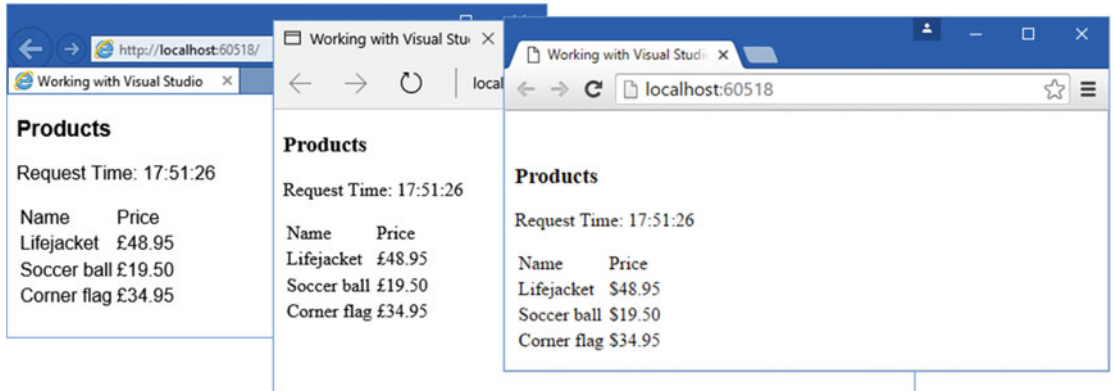 http://localhost:60518/
Working with Visual Studio
Products
Request Time: 17:51:26
Name Price
Lifejacket £48.95
Soccer ball £19.50
Corner flag £34.95
Working with Visual Stu
local
Products
Request Time: 17:51:26
Name Price
Lifejacket £48.95
Soccer ball £19.50
Corner flag £34.95
Working with Visual Studi
localhost:60518
Products
Request Time: 17:51:26
Name Price
Lifejacket $48.95
Soccer ball $19.50
Corner flag $34.95